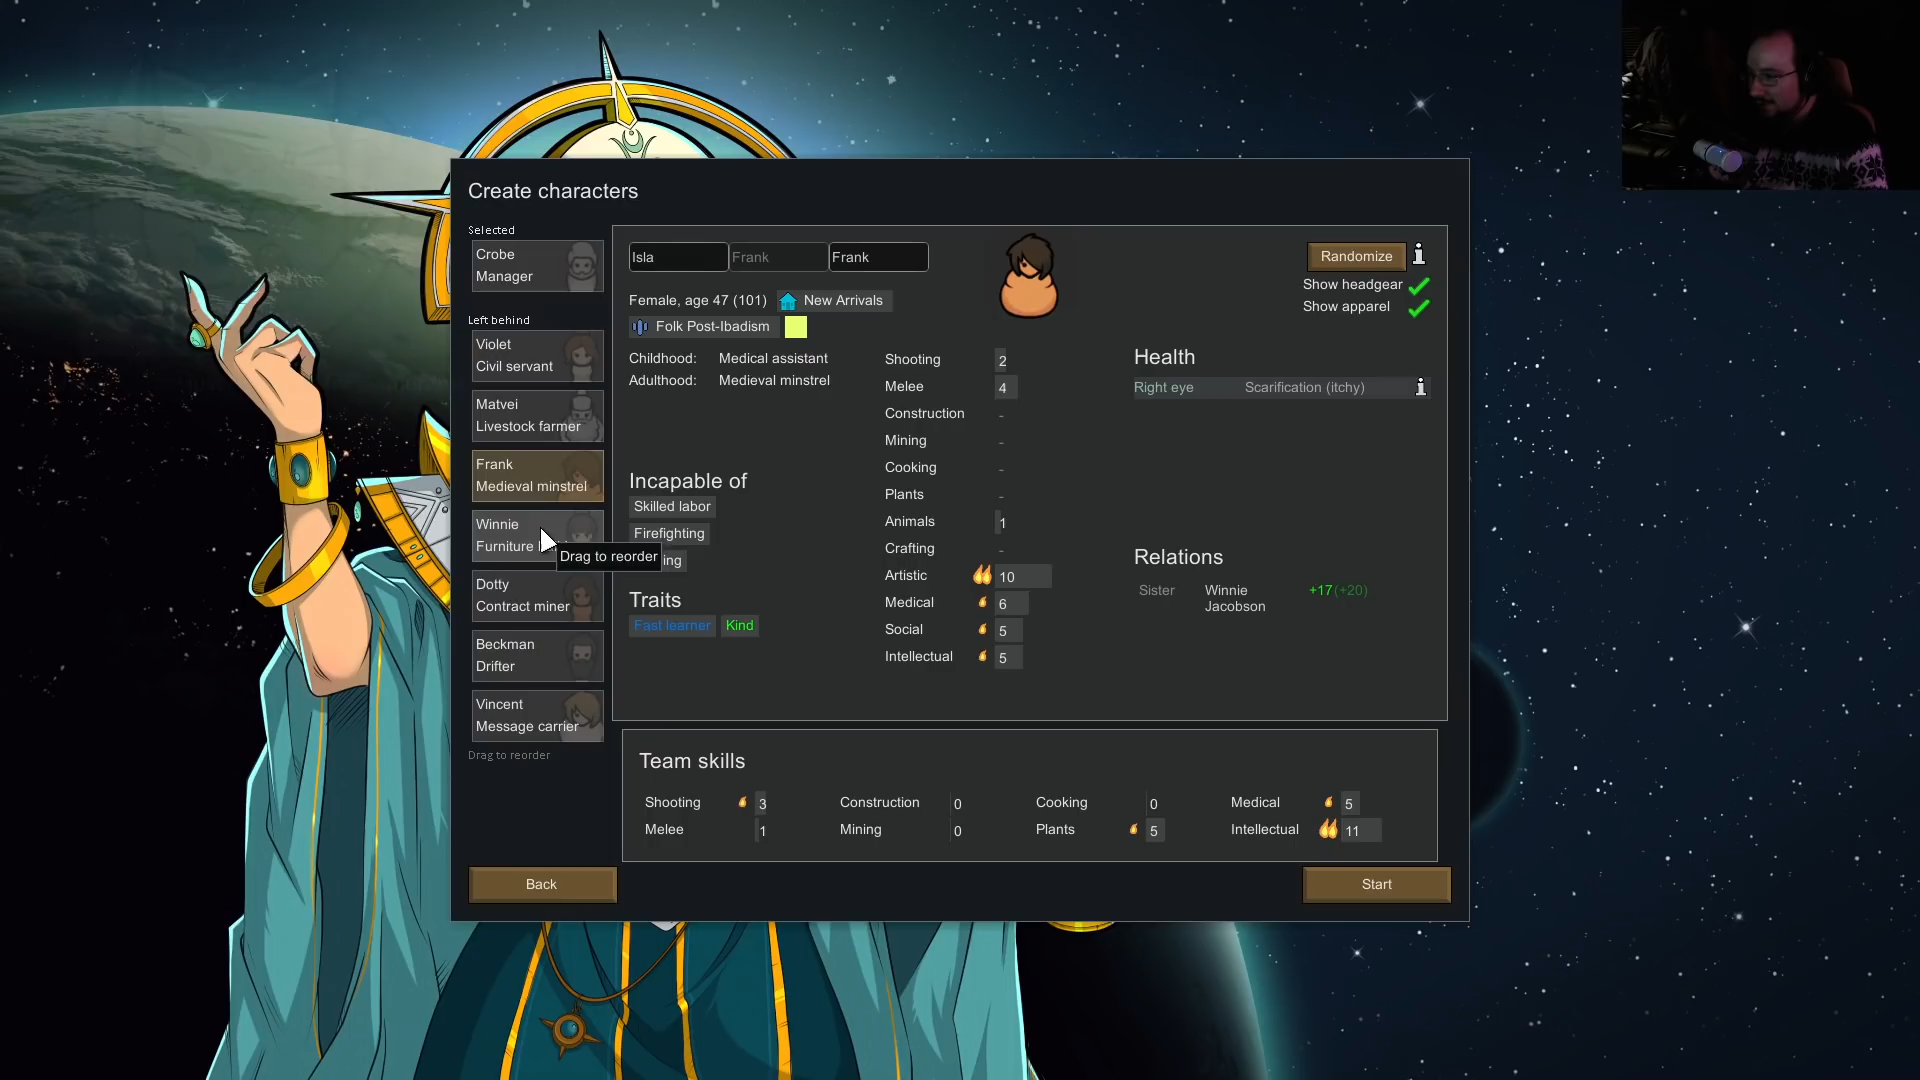 Create characters
Selected
Crobe
Manager
Left behind
Violet
Civil servant
Matvei
Livestock farmer
Frank
Medieval minstrel
Winnie
Furniture
Drag to reorder
Dotty
Contract miner
Beckman
Drifter
Vincent
Message carrier
Drag to reorder
Isla
Frank
Frank
Randomize
Show headgear
Show apparel
Female, age 47 (101)
New Arrivals
Folk Post-Ibadism
Childhood: Medical assistant
Adulthood: Medieval minstrel
Incapable of
Skilled labor
Firefighting
Traits
Fast learner
Kind
Shooting 2
Melee 4
Construction -
Mining -
Cooking -
Plants -
Animals 1
Crafting -
Artistic 10
Medical 6
Social 5
Intellectual 5
Health
Right eye Scarification (itchy)
Relations
Sister Winnie Jacobson +17 (+20)
Team skills
Shooting 3
Construction 0
Cooking 0
Medical 5
Melee 1
Mining 0
Plants 5
Intellectual 11
Back
Start